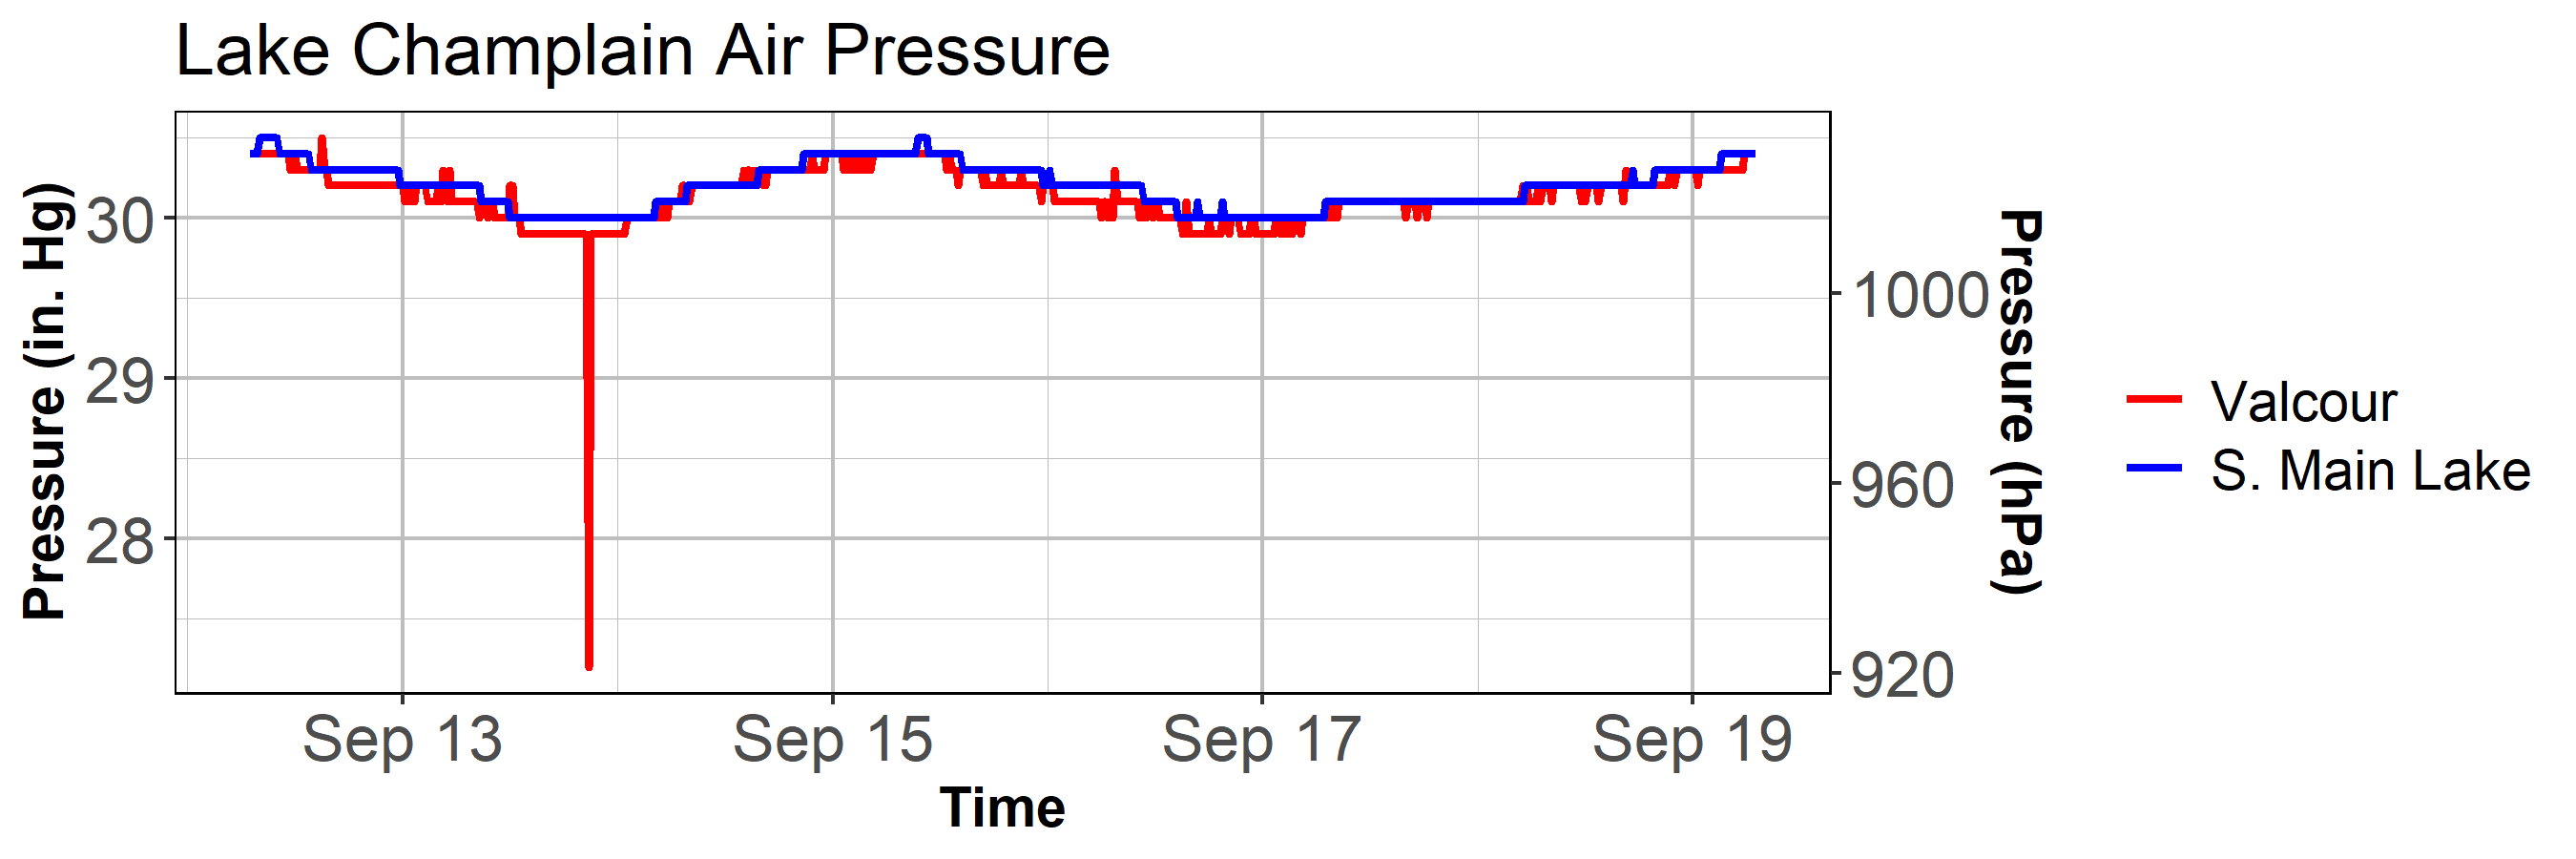 Lake Champlain Air Pressure
Pressure (in. Hg)
30
29
28
1000
960
920
Pressure (hPa)
Sep 13
Sep 15
Sep 17
Sep 19
Time
Valcour
S. Main Lake